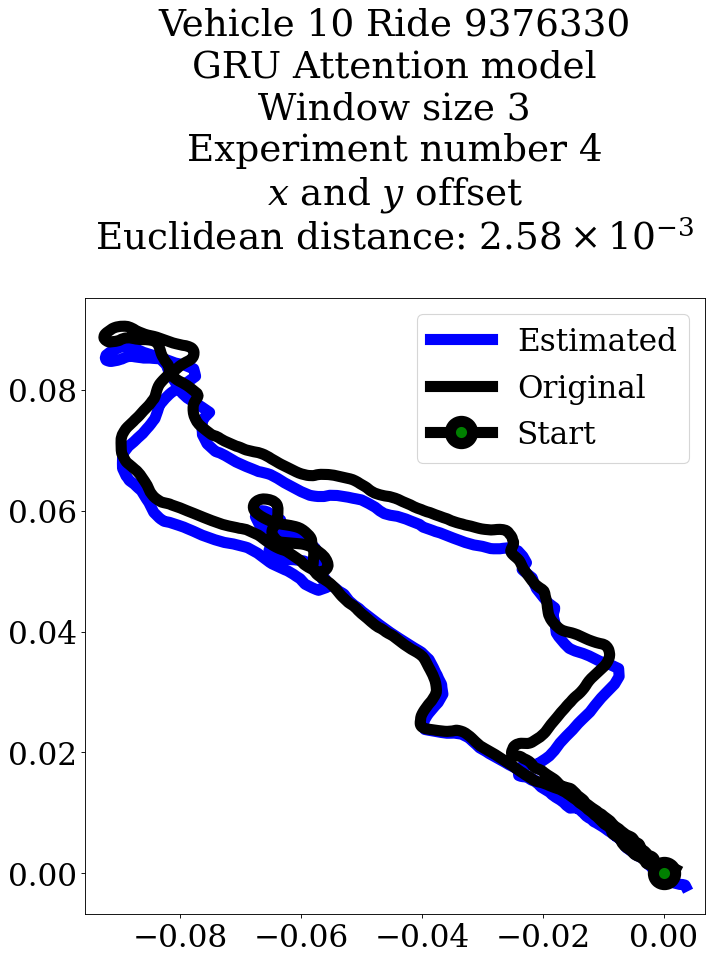 Vehicle 10 Ride 9376330
GRU Attention model
Window size 3
Experiment number 4
x and y offset
Euclidean distance: 2.58 × 10⁻³
Estimated
Original
Start
0.08
0.06
0.04
0.02
0.00
−0.08 −0.06 −0.04 −0.02 0.00